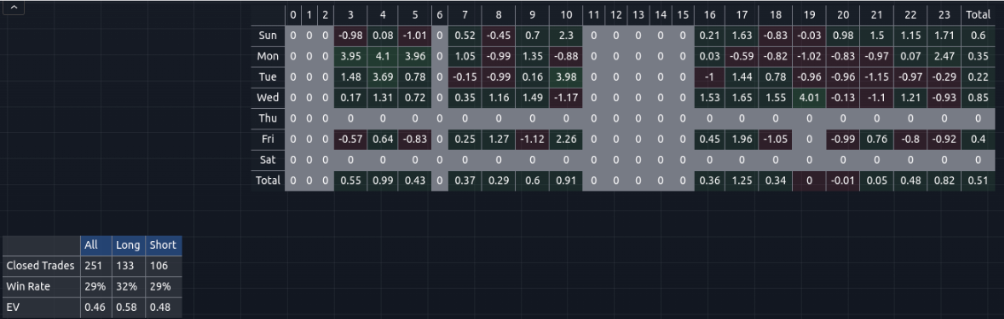 0 1 2 3 4 5 6 7 8 9 10 11 12 13 14 15 16 17 18 19 20 21 22 23 Total
Sun 0 0 0 -0.98 0.08 -1.01 0 0.52 -0.45 0.7 2.3 0 0 0 0 0 0.21 1.63 -0.83 -0.03 0.98 1.5 1.15 1.71 0.6
Mon 0 0 0 3.95 4.1 3.96 0 1.05 -0.99 1.35 -0.88 0 0 0 0 0 0.03 -0.59 -0.82 -1.02 -0.83 -0.97 0.07 2.47 0.35
Tue 0 0 0 1.48 3.69 0.78 0 -0.15 -0.99 0.16 3.98 0 0 0 0 0 -1 1.44 0.78 -0.96 -0.96 -1.15 -0.97 -0.29 0.22
Wed 0 0 0 0.17 1.31 0.72 0 0.35 1.16 1.49 -1.17 0 0 0 0 0 1.53 1.65 1.55 4.01 -0.13 -1.1 1.21 -0.93 0.85
Thu 0 0 0 0 0 0 0 0 0 0 0 0 0 0 0 0 0 0 0 0 0 0 0 0 0
Fri 0 0 0 -0.57 0.64 -0.83 0 0.25 1.27 -1.12 2.26 0 0 0 0 0 0.45 1.96 -1.05 0 -0.99 0.76 -0.8 -0.92 0.4
Sat 0 0 0 0 0 0 0 0 0 0 0 0 0 0 0 0 0 0 0 0 0 0 0 0 0
Total 0 0 0 0.55 0.99 0.43 0 0.37 0.29 0.6 0.91 0 0 0 0 0 0.36 1.25 0.34 0 -0.01 0.05 0.48 0.82 0.51
All Long Short
Closed Trades 251 133 106
Win Rate 29% 32% 29%
EV 0.46 0.58 0.48